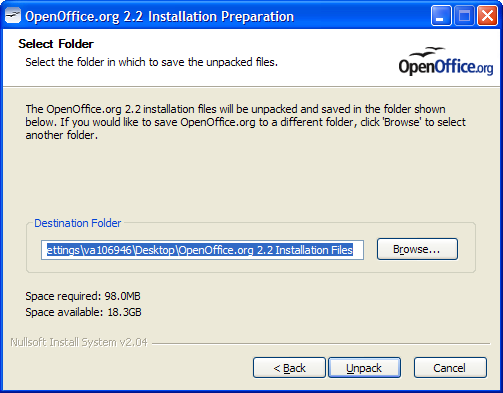 OpenOffice.org 2.2 Installation Preparation
Select Folder
Select the folder in which to save the unpacked files.
OpenOffice.org
The OpenOffice.org 2.2 installation files will be unpacked and saved in the folder shown
below. If you would like to save OpenOffice.org to a different folder, click 'Browse' to select
another folder.
Destination Folder
ettings\va106946\Desktop\OpenOffice.org 2.2 Installation Files
Browse...
Space required: 98.0MB
Space available: 18.3GB
Nullsoft Install System v2.04
< Back
Unpack
Cancel